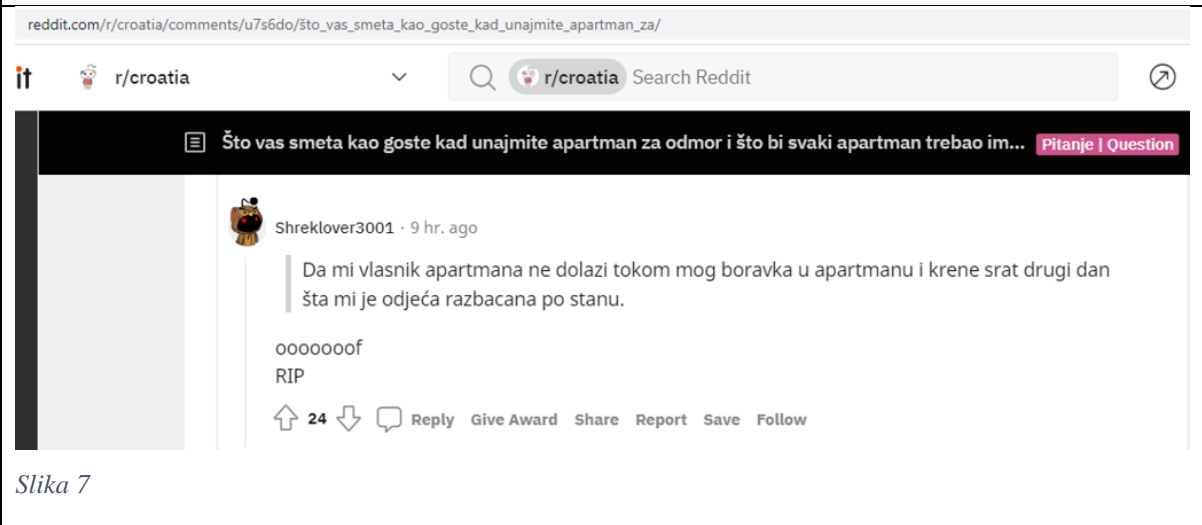 reddit.com/r/croatia/comments/u7s6do/što_vas_smeta_kao_goste_kad_unajmite_apartman_za/
it r/croatia r/croatia Search Reddit
Što vas smeta kao goste kad unajmite apartman za odmor i što bi svaki apartman trebao im... Pitanje | Question
Shreklover3001 · 9 hr. ago
Da mi vlasnik apartmana ne dolazi tokom mog boravka u apartmanu i krene srat drugi dan
šta mi je odjeća razbacana po stanu.
ooooooof
RIP
24 Reply Give Award Share Report Save Follow
Slika 7